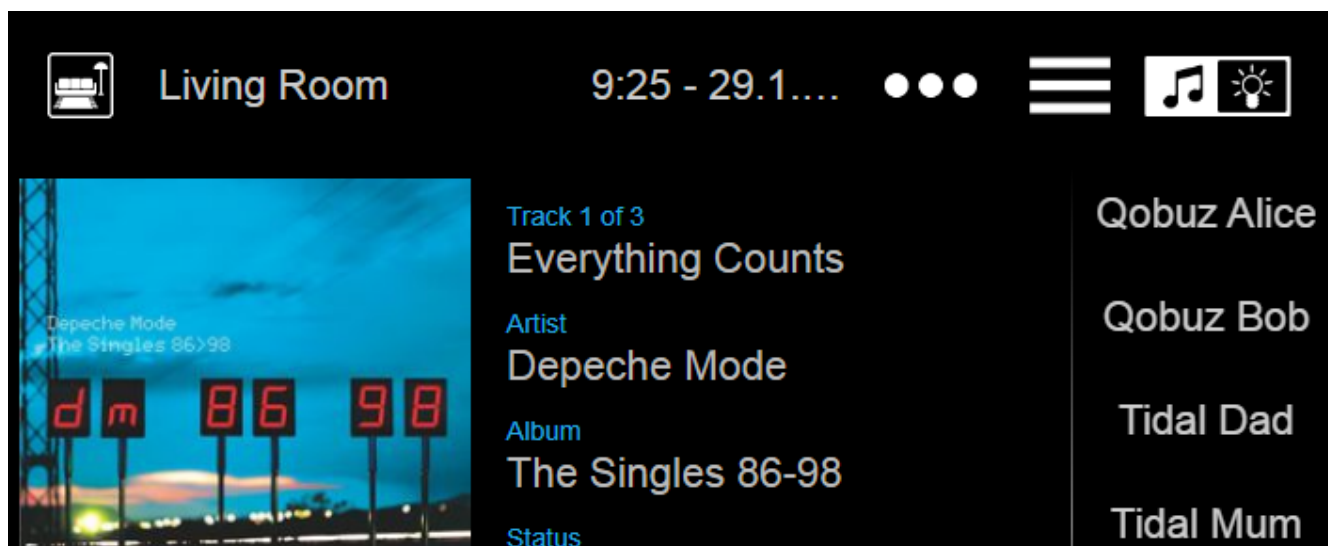 Living Room
9:25 - 29.1....
Depeche Mode
The Singles 86>98
dm 86 98
Track 1 of 3
Everything Counts
Artist
Depeche Mode
Album
The Singles 86-98
Status
Qobuz Alice
Qobuz Bob
Tidal Dad
Tidal Mum